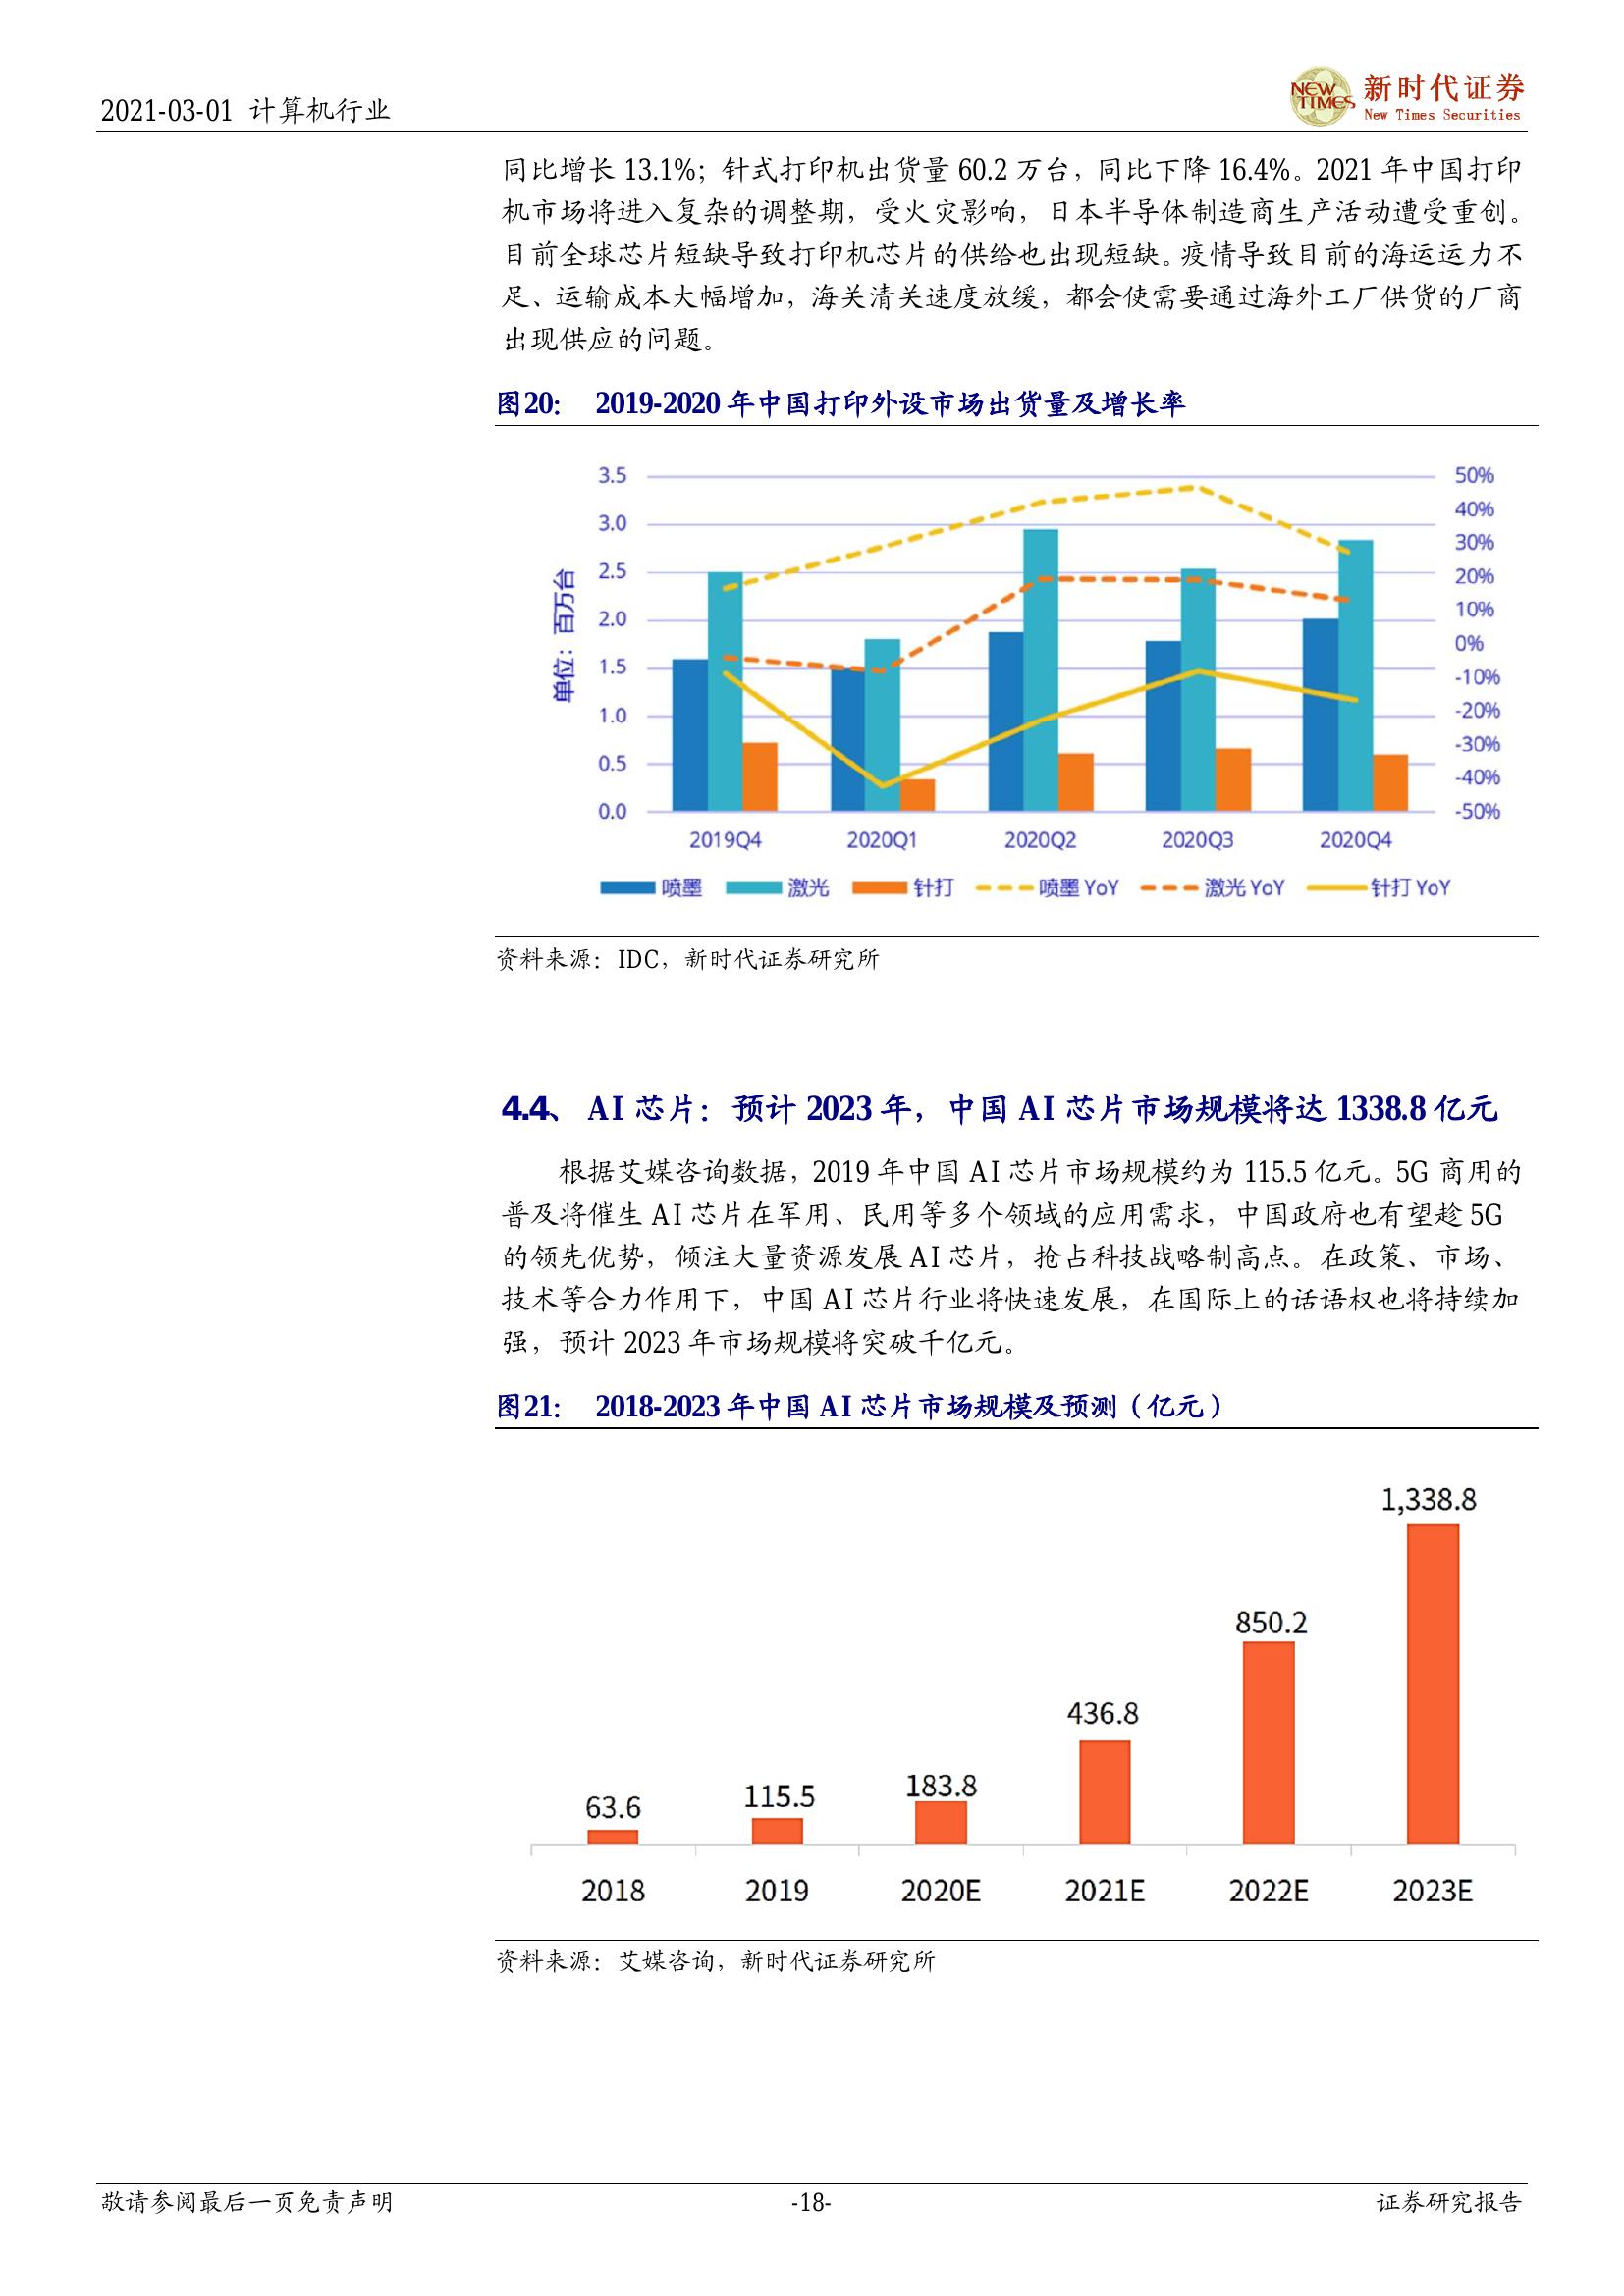 2021-03-01 计算机行业
NEW TIMES 新时代证券
New Times Securities
同比增长 13.1%；针式打印机出货量 60.2 万台，同比下降 16.4%。2021 年中国打印
机市场将进入复杂的调整期，受火灾影响，日本半导体制造商生产活动遭受重创。
目前全球芯片短缺导致打印机芯片的供给也出现短缺。疫情导致目前的海运运力不
足、运输成本大幅增加，海关清关速度放缓，都会使需要通过海外工厂供货的厂商
出现供应的问题。
图20： 2019-2020 年中国打印外设市场出货量及增长率
单位：百万台
3.5 50%
3.0 40%
30%
2.5 20%
2.0 10%
0%
1.5 -10%
1.0 -20%
-30%
0.5 -40%
0.0 -50%
2019Q4 2020Q1 2020Q2 2020Q3 2020Q4
喷墨 激光 针打 喷墨 YoY 激光 YoY 针打 YoY
资料来源：IDC，新时代证券研究所
4.4、 AI 芯片：预计 2023 年，中国 AI 芯片市场规模将达 1338.8 亿元
根据艾媒咨询数据，2019 年中国 AI 芯片市场规模约为 115.5 亿元。5G 商用的
普及将催生 AI 芯片在军用、民用等多个领域的应用需求，中国政府也有望趁 5G
的领先优势，倾注大量资源发展 AI 芯片，抢占科技战略制高点。在政策、市场、
技术等合力作用下，中国 AI 芯片行业将快速发展，在国际上的话语权也将持续加
强，预计 2023 年市场规模将突破千亿元。
图21： 2018-2023 年中国 AI 芯片市场规模及预测（亿元）
63.6 115.5 183.8 436.8 850.2 1,338.8
2018 2019 2020E 2021E 2022E 2023E
资料来源：艾媒咨询，新时代证券研究所
敬请参阅最后一页免责声明 -18- 证券研究报告